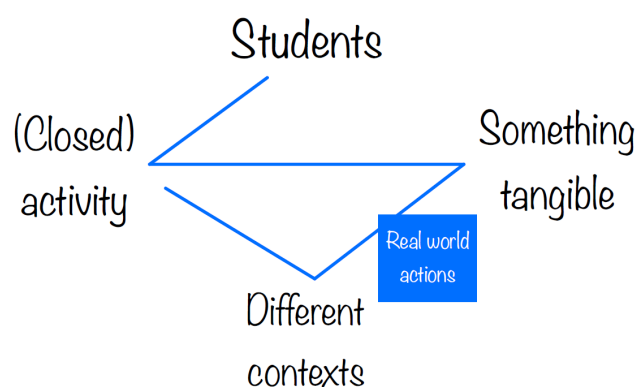 Students
(Closed)
activity
Something
tangible
Real world
actions
Different
contexts